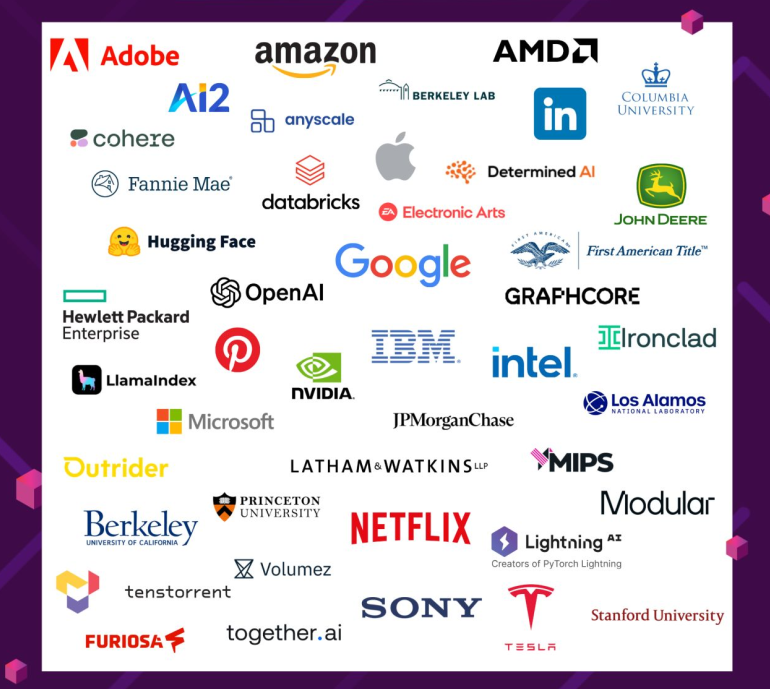 Adobe
amazon
AMD
Ai2
anyscale
BERKELEY LAB
in
COLUMBIA
UNIVERSITY
cohere
Fannie Mae®
databricks
Determined AI
EA Electronic Arts
JOHN DEERE
Hugging Face
Google
FIRST AMERICAN
First American Title™
OpenAI
GRAPHCORE
Hewlett Packard
Enterprise
IBM®
Ironclad
LlamaIndex
NVIDIA.
intel.
Los Alamos
NATIONAL LABORATORY
Microsoft
JPMorganChase
Outrider
LATHAM&WATKINS LLP
MIPS
Berkeley
UNIVERSITY OF CALIFORNIA
PRINCETON
UNIVERSITY
NETFLIX
Modular
Lightning AI
Creators of PyTorch Lightning
tenstorrent
Volumez
SONY
TESLA
Stanford University
FURIOSA
together.ai